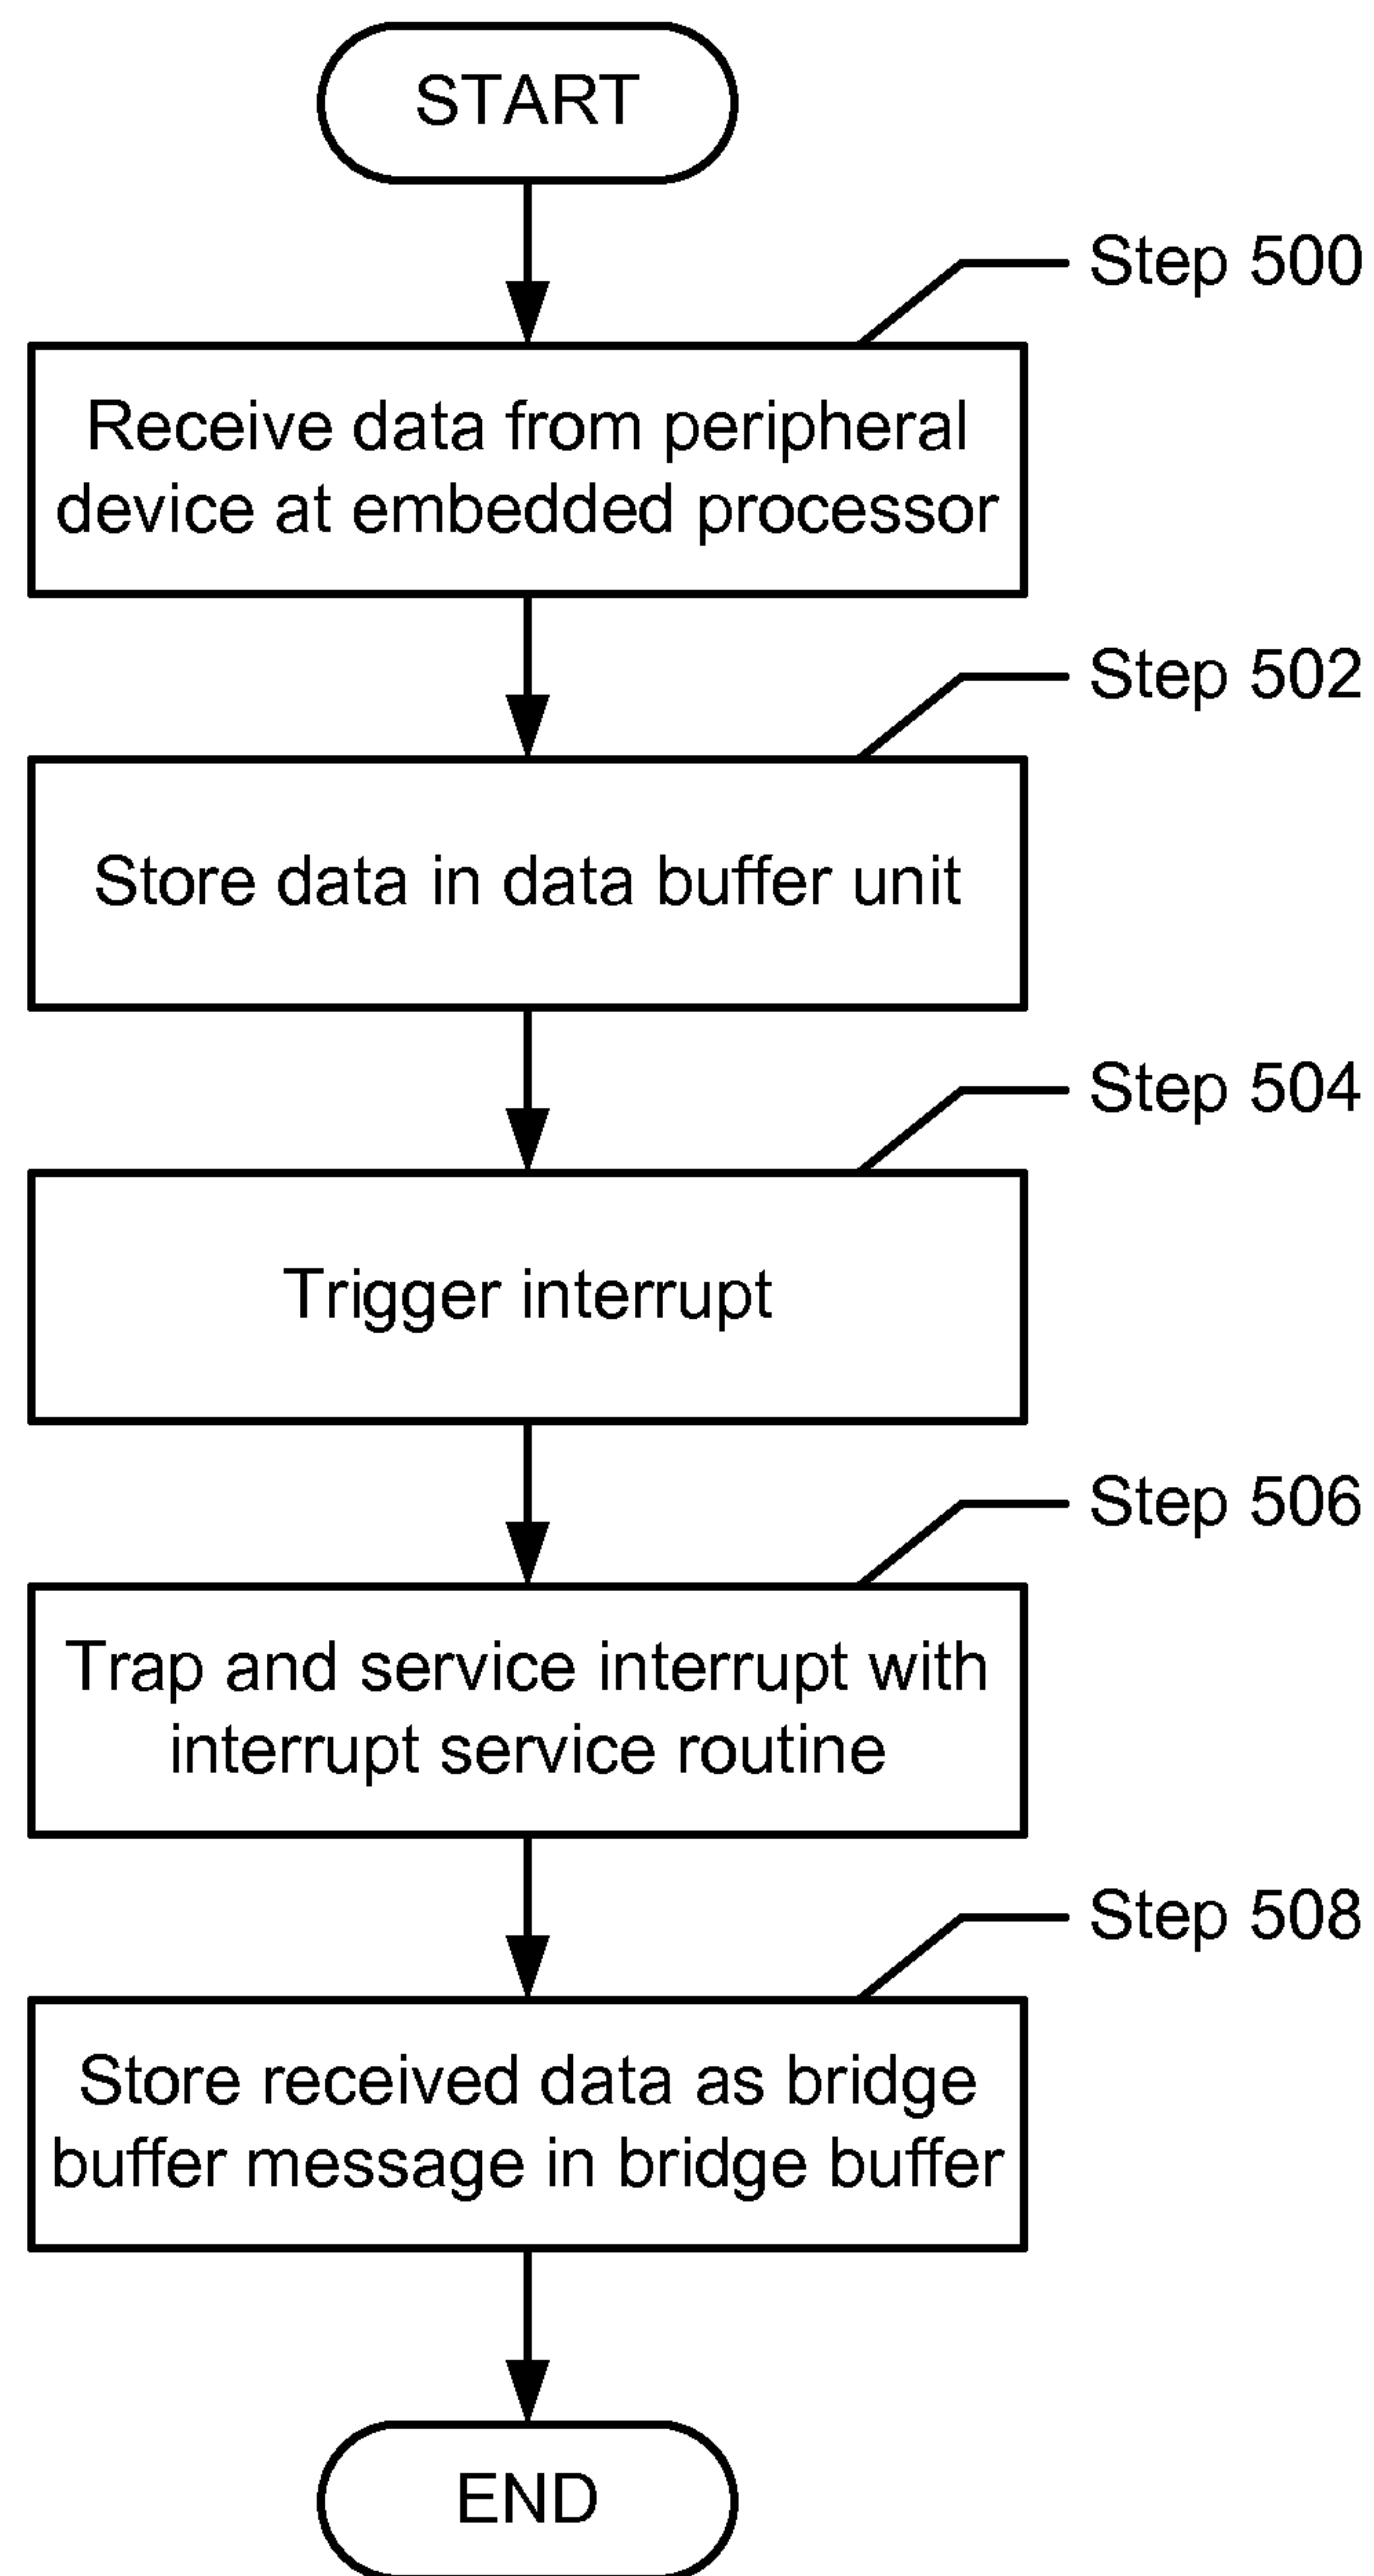 START
Step 500
Receive data from peripheral
device at embedded processor
Step 502
Store data in data buffer unit
Step 504
Trigger interrupt
Step 506
Trap and service interrupt with
interrupt service routine
Step 508
Store received data as bridge
buffer message in bridge buffer
END